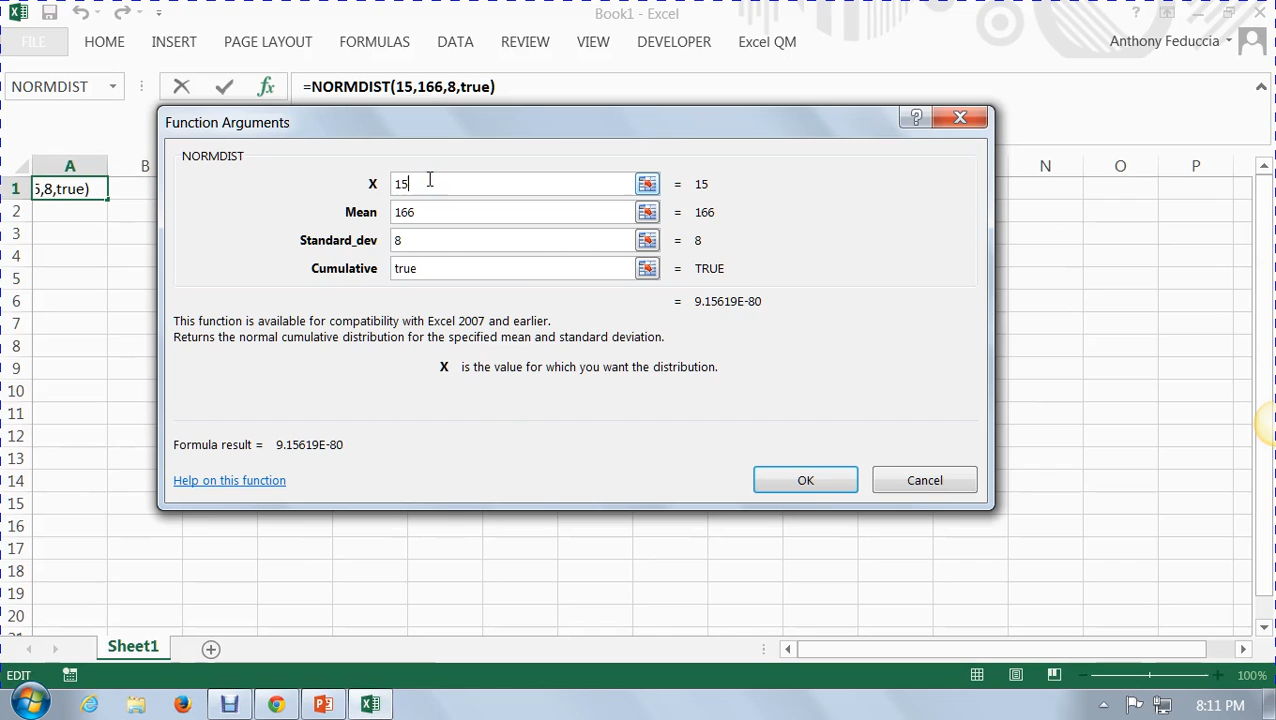 Book1 - Excel
FILE HOME INSERT PAGE LAYOUT FORMULAS DATA REVIEW VIEW DEVELOPER Excel QM Anthony Feduccia
NORMDIST fx =NORMDIST(15,166,8,true)
Function Arguments
A B N O P
NORMDIST
1 5,8,true)
X 15 = 15
2
Mean 166 = 166
3
Standard_dev 8 = 8
4
Cumulative true = TRUE
5
= 9.15619E-80
6
This function is available for compatibility with Excel 2007 and earlier.
7
Returns the normal cumulative distribution for the specified mean and standard deviation.
8
X is the value for which you want the distribution.
9
10
11
12
Formula result = 9.15619E-80
13
Help on this function OK Cancel
14
15
16
17
18
19
20
Sheet1
EDIT 100%
8:11 PM